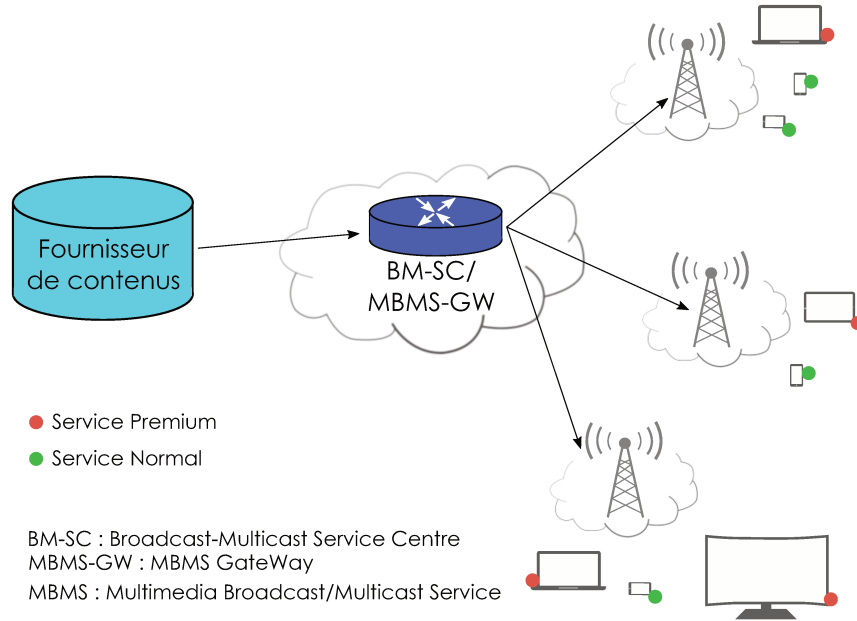 Fournisseur
de contenus
BM-SC/
MBMS-GW
Service Premium
Service Normal
BM-SC : Broadcast-Multicast Service Centre
MBMS-GW : MBMS GateWay
MBMS : Multimedia Broadcast/Multicast Service